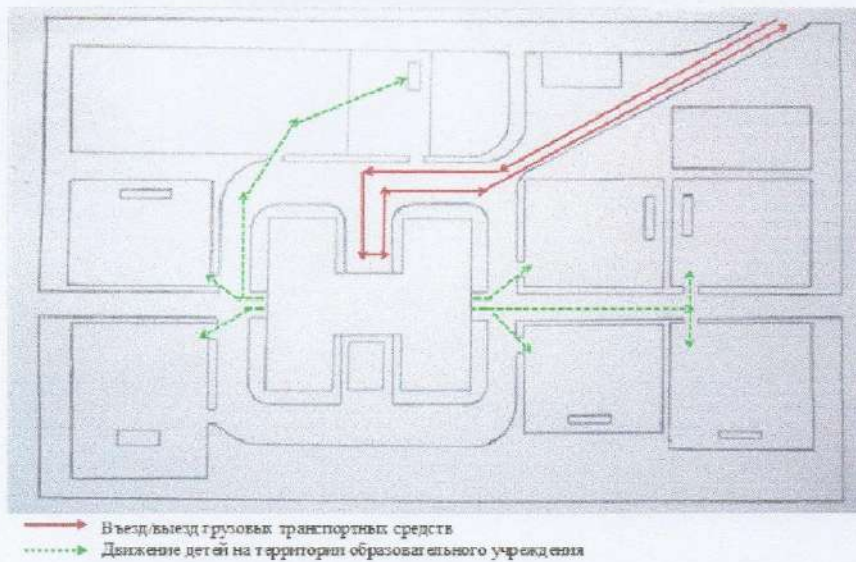 Въезд/выезд грузовых транспортных средств
Движение детей на территории образовательного учреждения